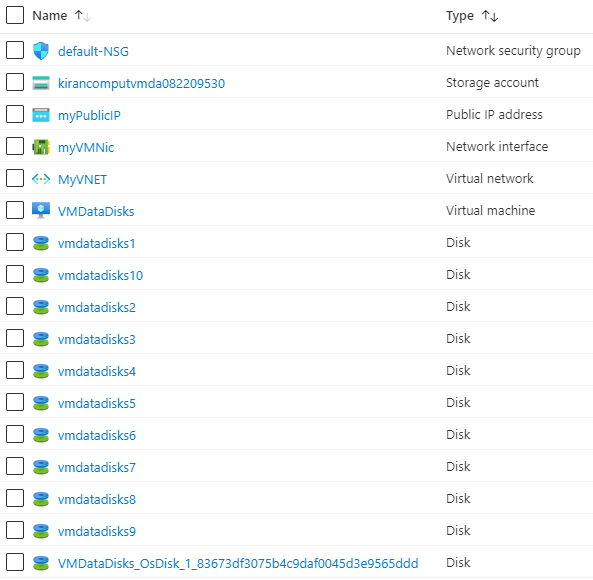 Name Type
default-NSG Network security group
kirancomputvmda082209530 Storage account
myPublicIP Public IP address
myVMNic Network interface
MyVNET Virtual network
VMDataDisks Virtual machine
vmdatadisks1 Disk
vmdatadisks10 Disk
vmdatadisks2 Disk
vmdatadisks3 Disk
vmdatadisks4 Disk
vmdatadisks5 Disk
vmdatadisks6 Disk
vmdatadisks7 Disk
vmdatadisks8 Disk
vmdatadisks9 Disk
VMDataDisks_OsDisk_1_83673df3075b4c9daf0045d3e9565ddd Disk